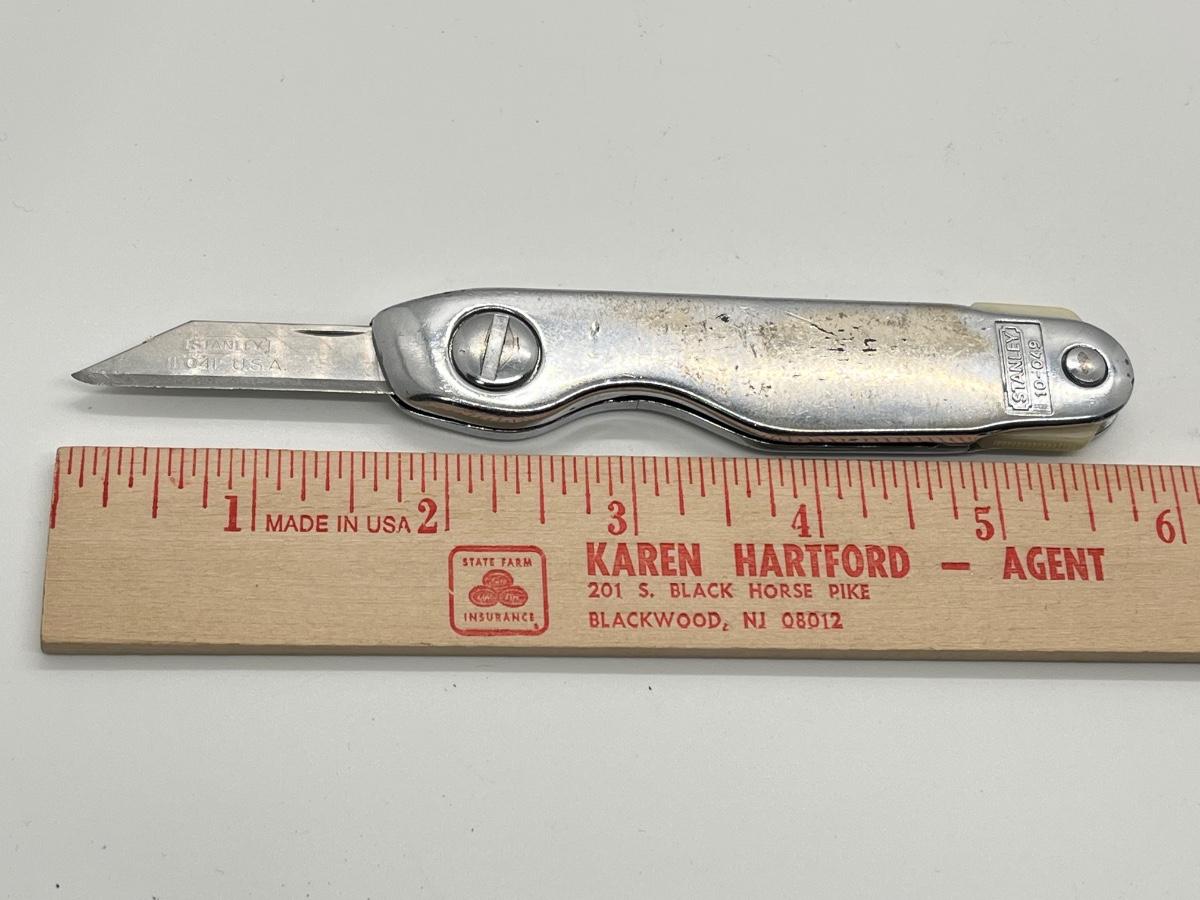 [STANLEY]
11-041 U.S.A
STANLEY
10-049
1 MADE IN USA 2 3 4 5 6
STATE FARM
INSURANCE
KAREN HARTFORD — AGENT
201 S. BLACK HORSE PIKE
BLACKWOOD, NJ 08012